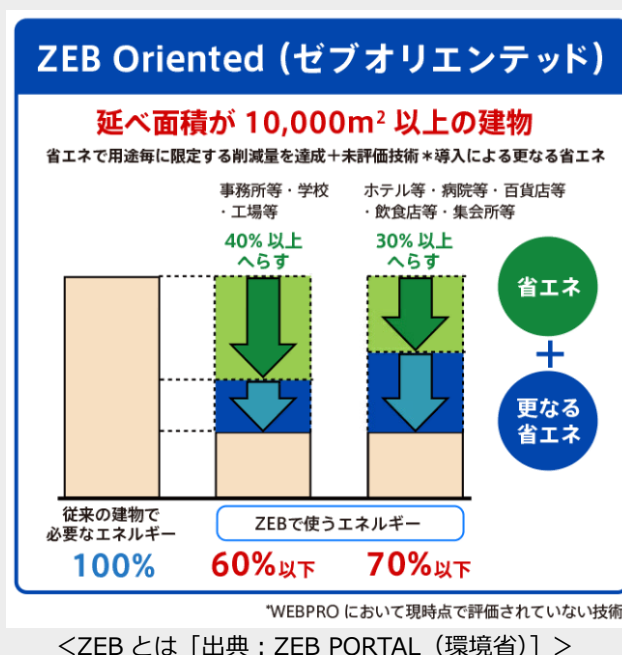 ZEB Oriented（ゼブオリエンテッド）
延べ面積が 10,000m² 以上の建物
省エネで用途毎に限定する削減量を達成＋未評価技術＊導入による更なる省エネ
事務所等・学校
・工場等
40% 以上
へらす
ホテル等・病院等・百貨店等
・飲食店等・集会所等
30% 以上
へらす
省エネ
＋
更なる
省エネ
従来の建物で
必要なエネルギー
100%
ZEBで使うエネルギー
60%以下
70%以下
*WEBPRO において現時点で評価されていない技術
＜ZEB とは［出典：ZEB PORTAL（環境省）］＞